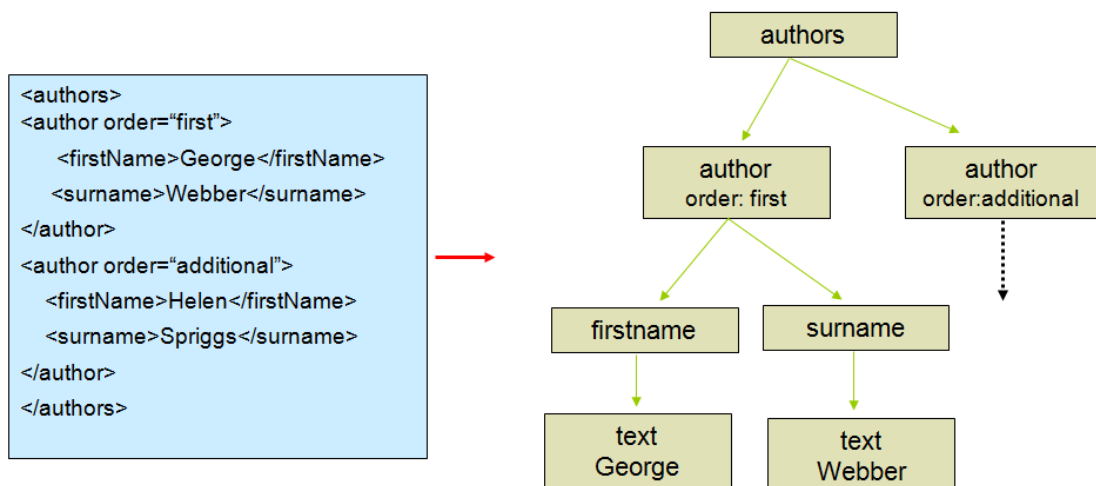 <authors>
<author order=“first”>
<firstName>George</firstName>
<surname>Webber</surname>
</author>
<author order=“additional”>
<firstName>Helen</firstName>
<surname>Spriggs</surname>
</author>
</authors>
authors
author
order: first
author
order:additional
firstname
surname
text
George
text
Webber